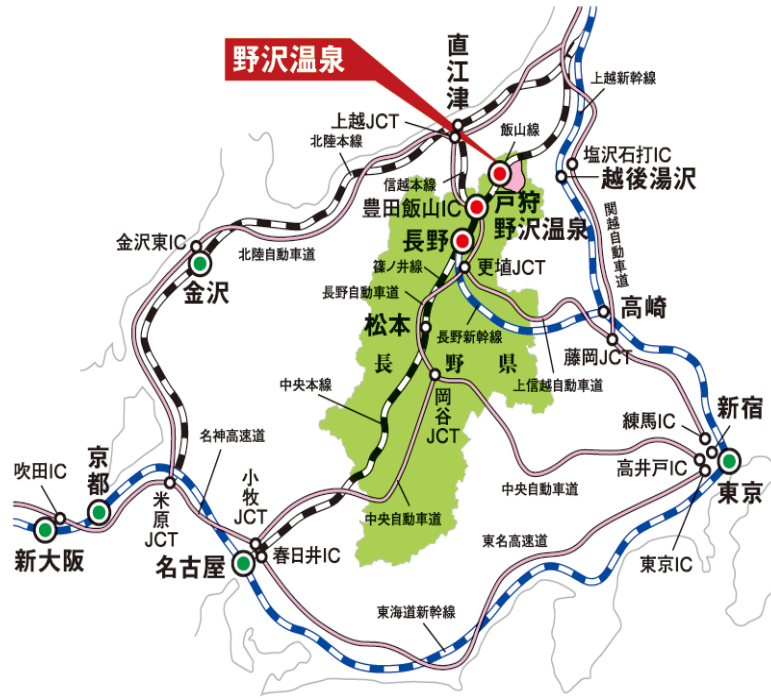 野沢温泉
直江津
上越JCT
飯山線
上越新幹線
北陸本線
塩沢石打IC
越後湯沢
信越本線
豊田飯山IC
戸狩
野沢温泉
関越自動車道
金沢東IC
北陸自動車道
長野
金沢
篠ノ井線
更埴JCT
長野自動車道
高崎
松本
長野新幹線
藤岡JCT
長野県
上信越自動車道
中央本線
岡谷
JCT
練馬IC
新宿
名神高速道
高井戸IC
吹田IC
京都
小牧
JCT
中央自動車道
東京
米原
JCT
中央自動車道
新大阪
春日井IC
東名高速道
名古屋
東京IC
東海道新幹線